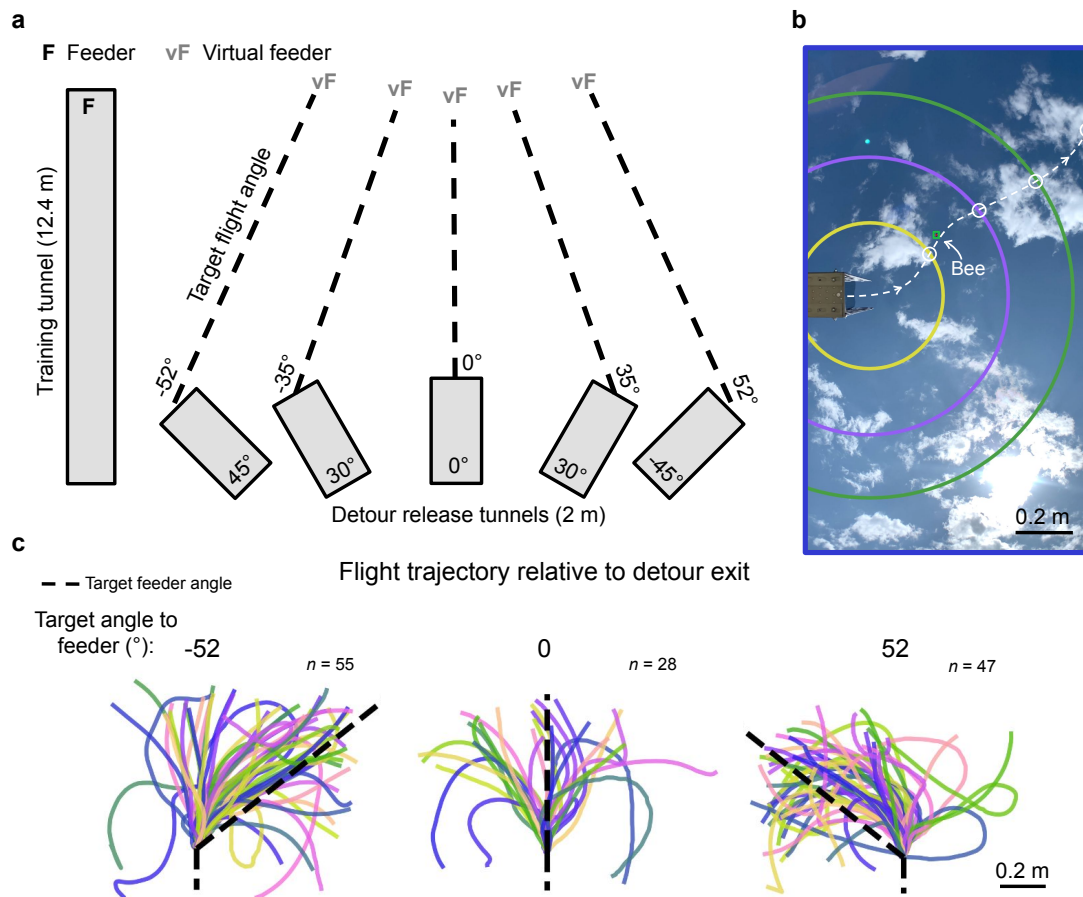 a
F Feeder vF Virtual feeder
F
Training tunnel (12.4 m)
vF
vF
vF
vF
vF
Target flight angle
-52°
-35°
0°
35°
52°
45°
30°
0°
30°
-45°
Detour release tunnels (2 m)
b
Bee
0.2 m
c
Target feeder angle
Flight trajectory relative to detour exit
Target angle to
feeder (°):
-52
n = 55
0
n = 28
52
n = 47
0.2 m